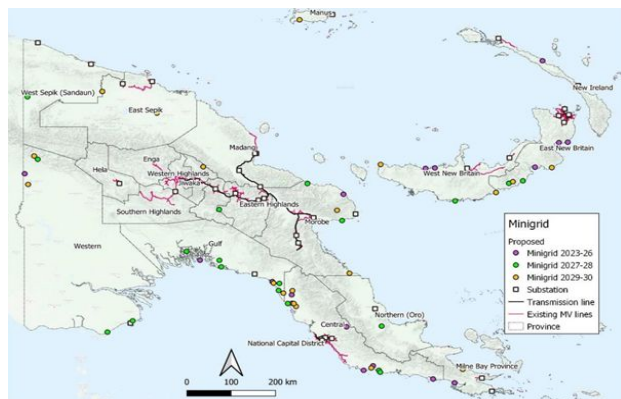 Manus
West Sepik (Sandaun)
New Ireland
East Sepik
East New Britain
Madang
Enga
West New Britain
Hela
Western Highlands
Jiwaka
Eastern Highlands
Southern Highlands
Morobe
Minigrid
Proposed
Minigrid 2023-26
Minigrid 2027-28
Minigrid 2029-30
Substation
Transmission line
Existing MV lines
Province
Western
Gulf
Northern (Oro)
Central
National Capital District
Milne Bay Province
0 100 200 km